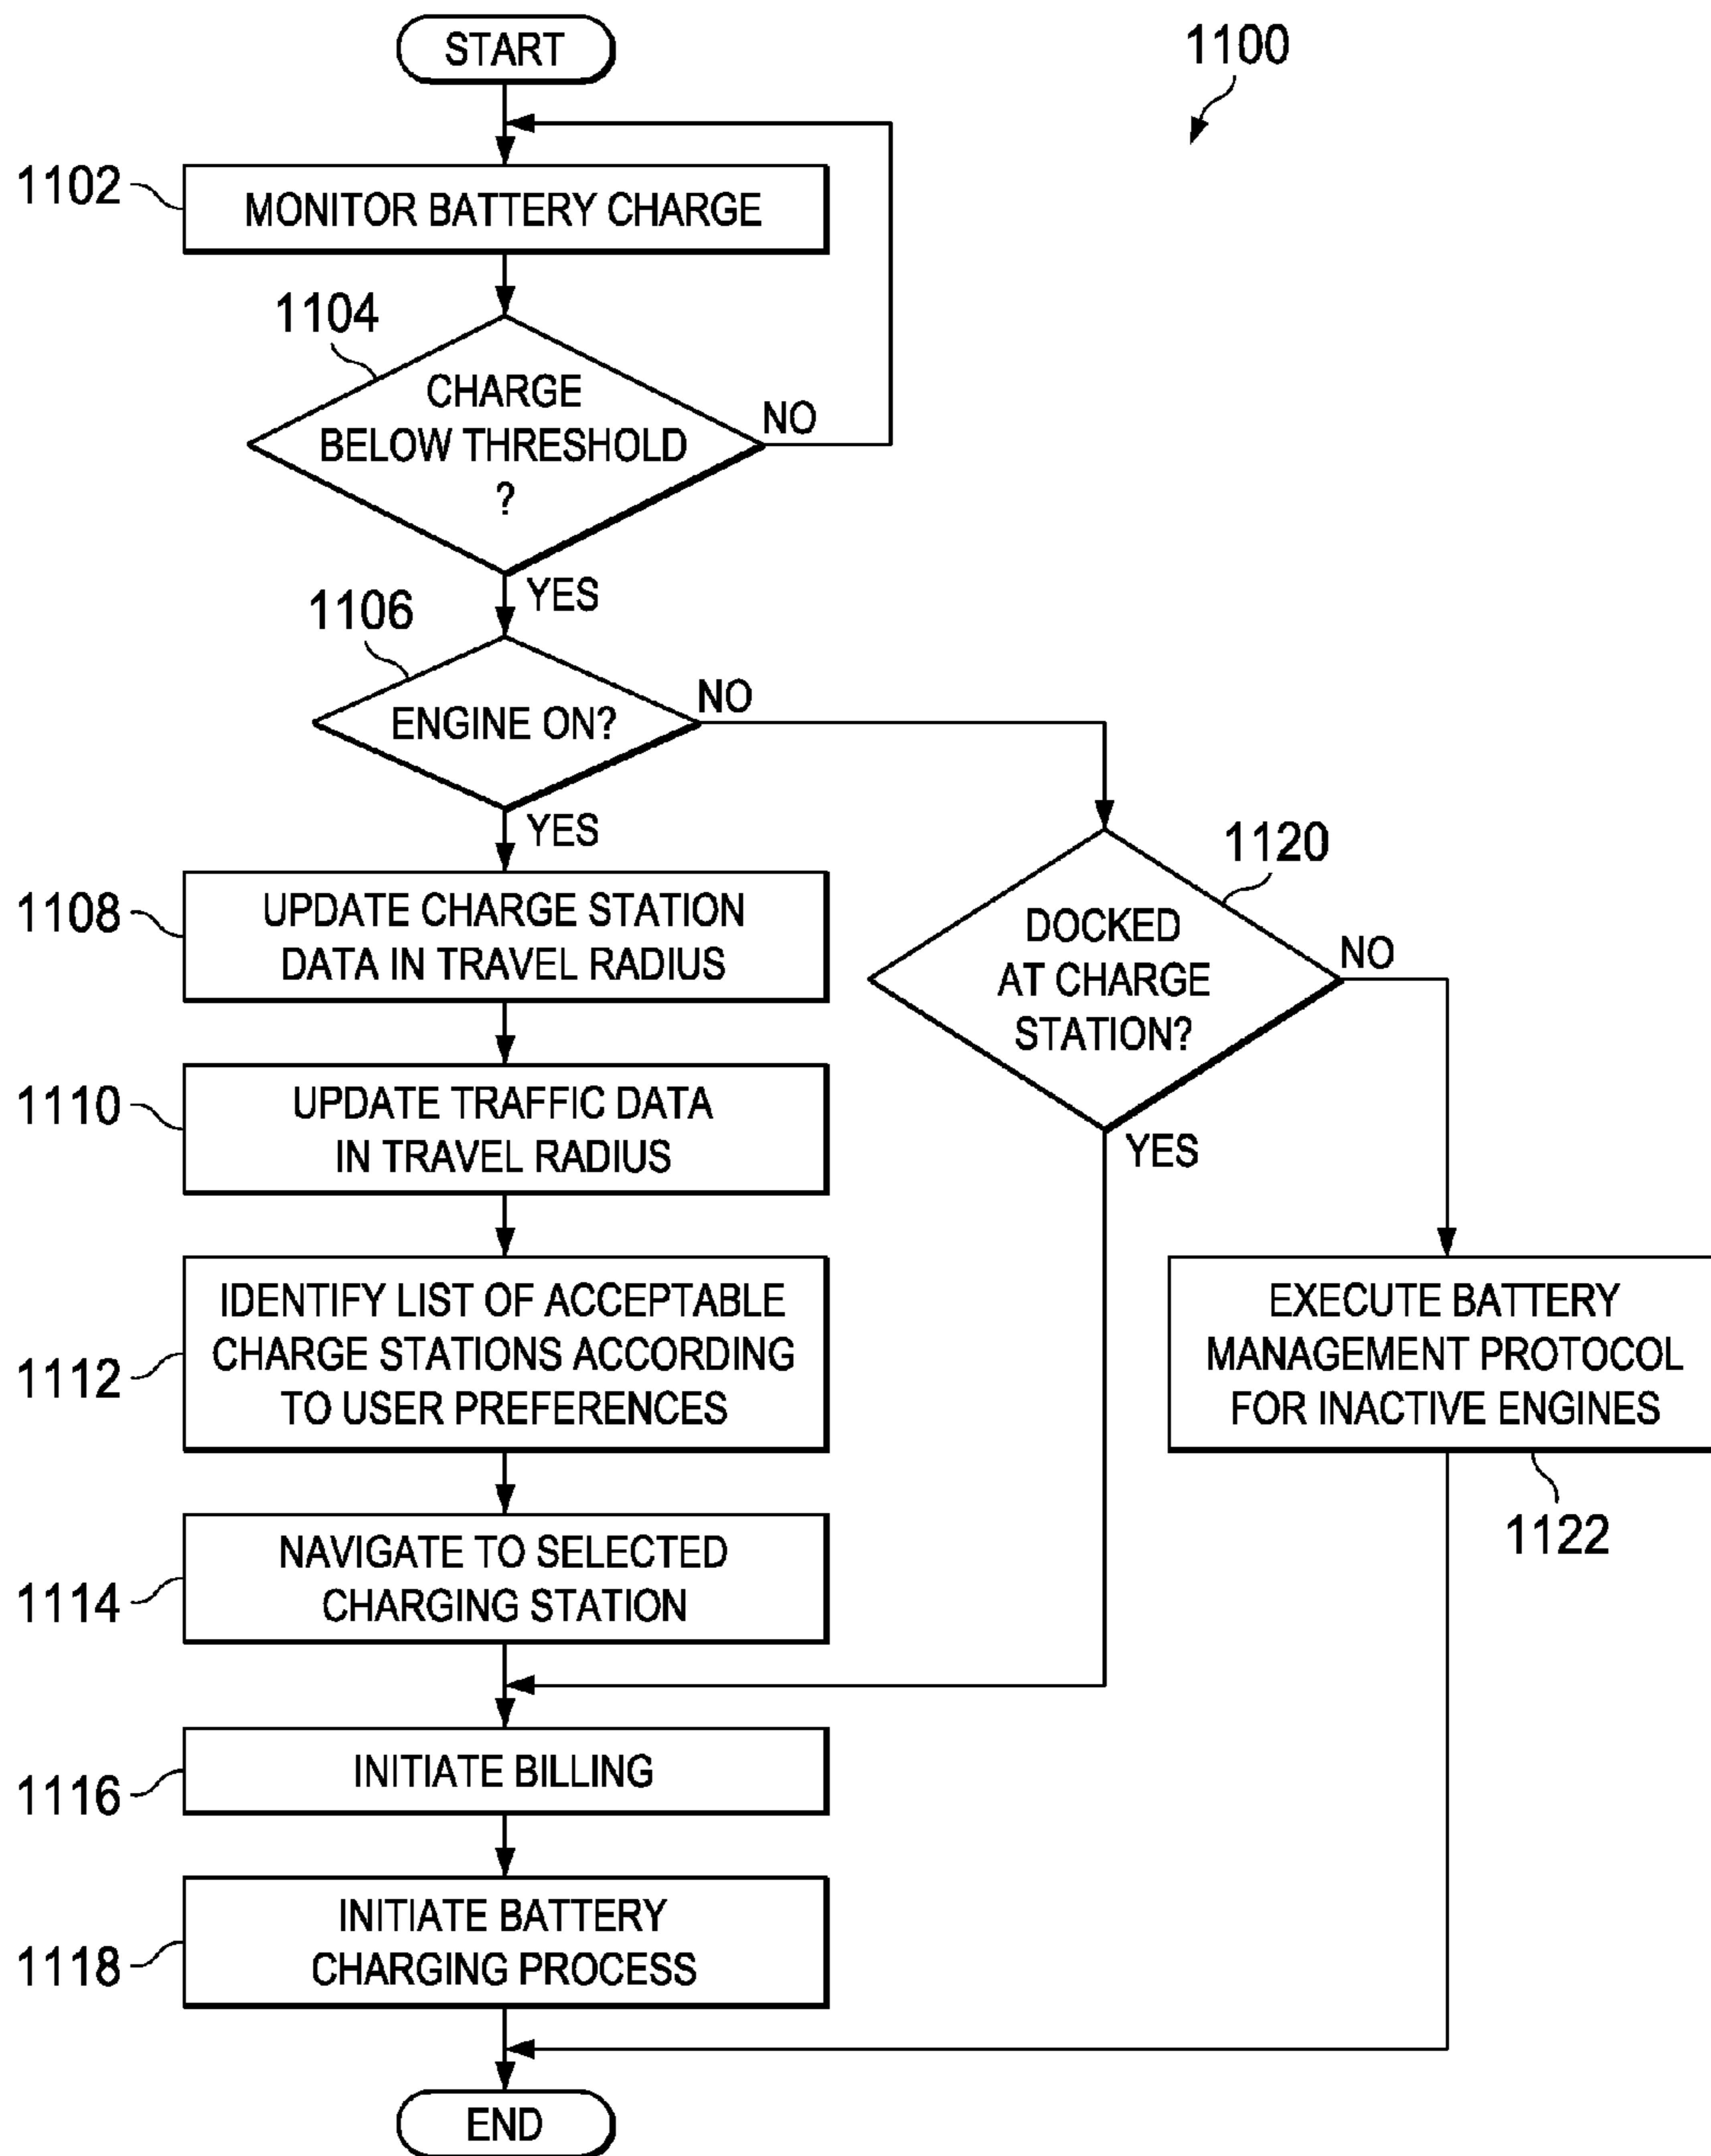 START
1100
1102
MONITOR BATTERY CHARGE
1104
CHARGE
BELOW THRESHOLD
?
NO
YES
1106
ENGINE ON?
NO
YES
1108
UPDATE CHARGE STATION
DATA IN TRAVEL RADIUS
1120
DOCKED
AT CHARGE
STATION?
NO
YES
1110
UPDATE TRAFFIC DATA
IN TRAVEL RADIUS
1112
IDENTIFY LIST OF ACCEPTABLE
CHARGE STATIONS ACCORDING
TO USER PREFERENCES
EXECUTE BATTERY
MANAGEMENT PROTOCOL
FOR INACTIVE ENGINES
1122
1114
NAVIGATE TO SELECTED
CHARGING STATION
1116
INITIATE BILLING
1118
INITIATE BATTERY
CHARGING PROCESS
END